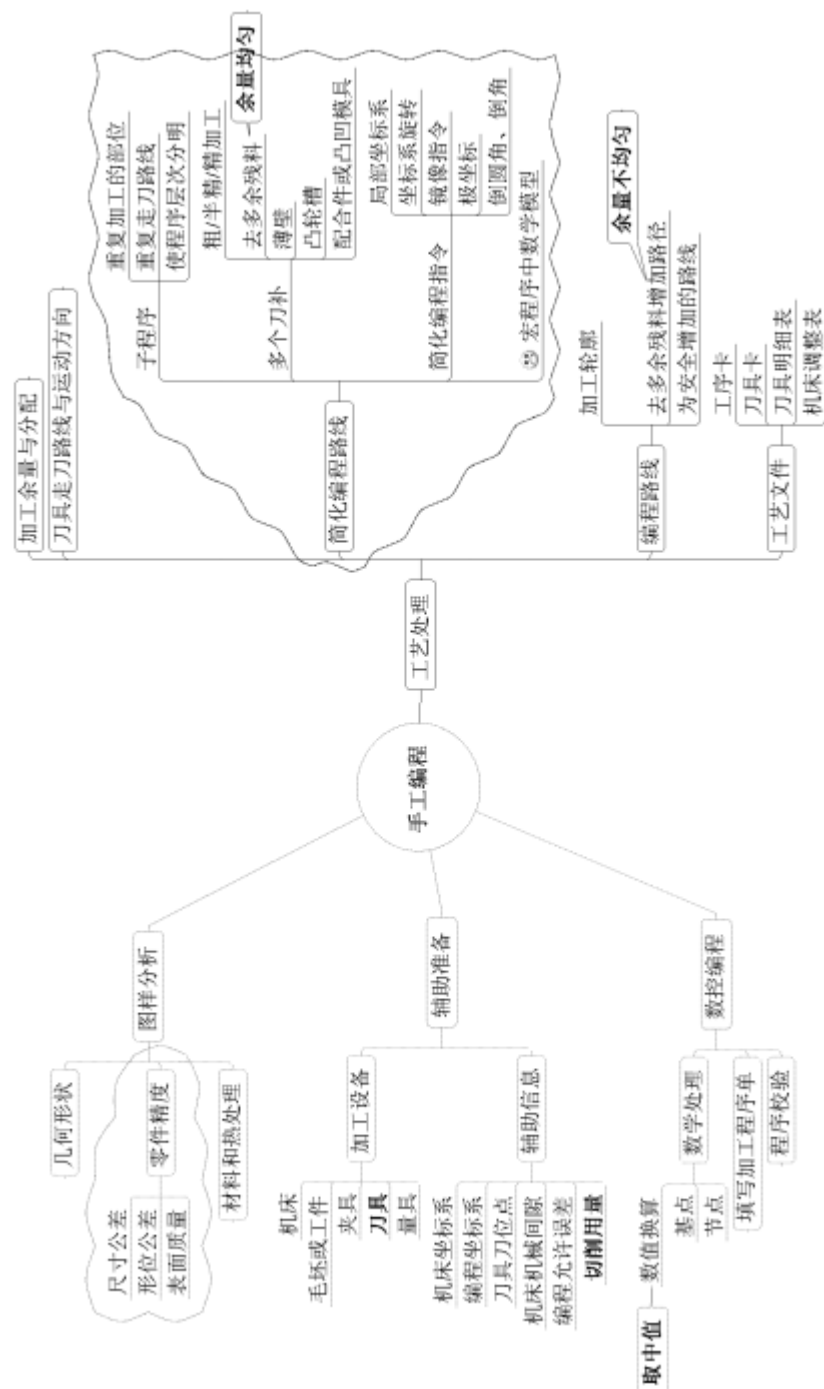 手工编程
图样分析
几何形状
零件精度
尺寸公差
形位公差
表面质量
材料和热处理
辅助准备
加工设备
机床
毛坯或工件
夹具
刀具
量具
辅助信息
机床坐标系
编程坐标系
刀具刀位点
机床机械间隙
编程允许误差
切削用量
数控编程
数学处理
数值换算
取中值
基点
节点
填写加工程序单
程序校验
工艺处理
加工余量与分配
刀具走刀路线与运动方向
简化编程路线
子程序
重复加工的部位
重复走刀路线
使程序层次分明
多个刀补
粗/半精/精加工
去多余残料
余量均匀
薄壁
凸轮槽
配合件或凸凹模具
简化编程指令
局部坐标系
坐标系旋转
镜像指令
极坐标
倒圆角、倒角
宏程序中数学模型
编程路线
加工轮廓
去多余残料增加路径
余量不均匀
为安全增加的路线
工艺文件
工序卡
刀具卡
刀具明细表
机床调整表